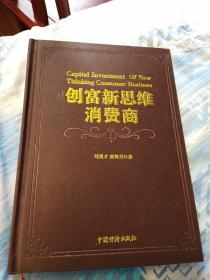 Capital Investment Of New
Thinking Consumer Business
创富新思维
消费商
著
中国经济出版社